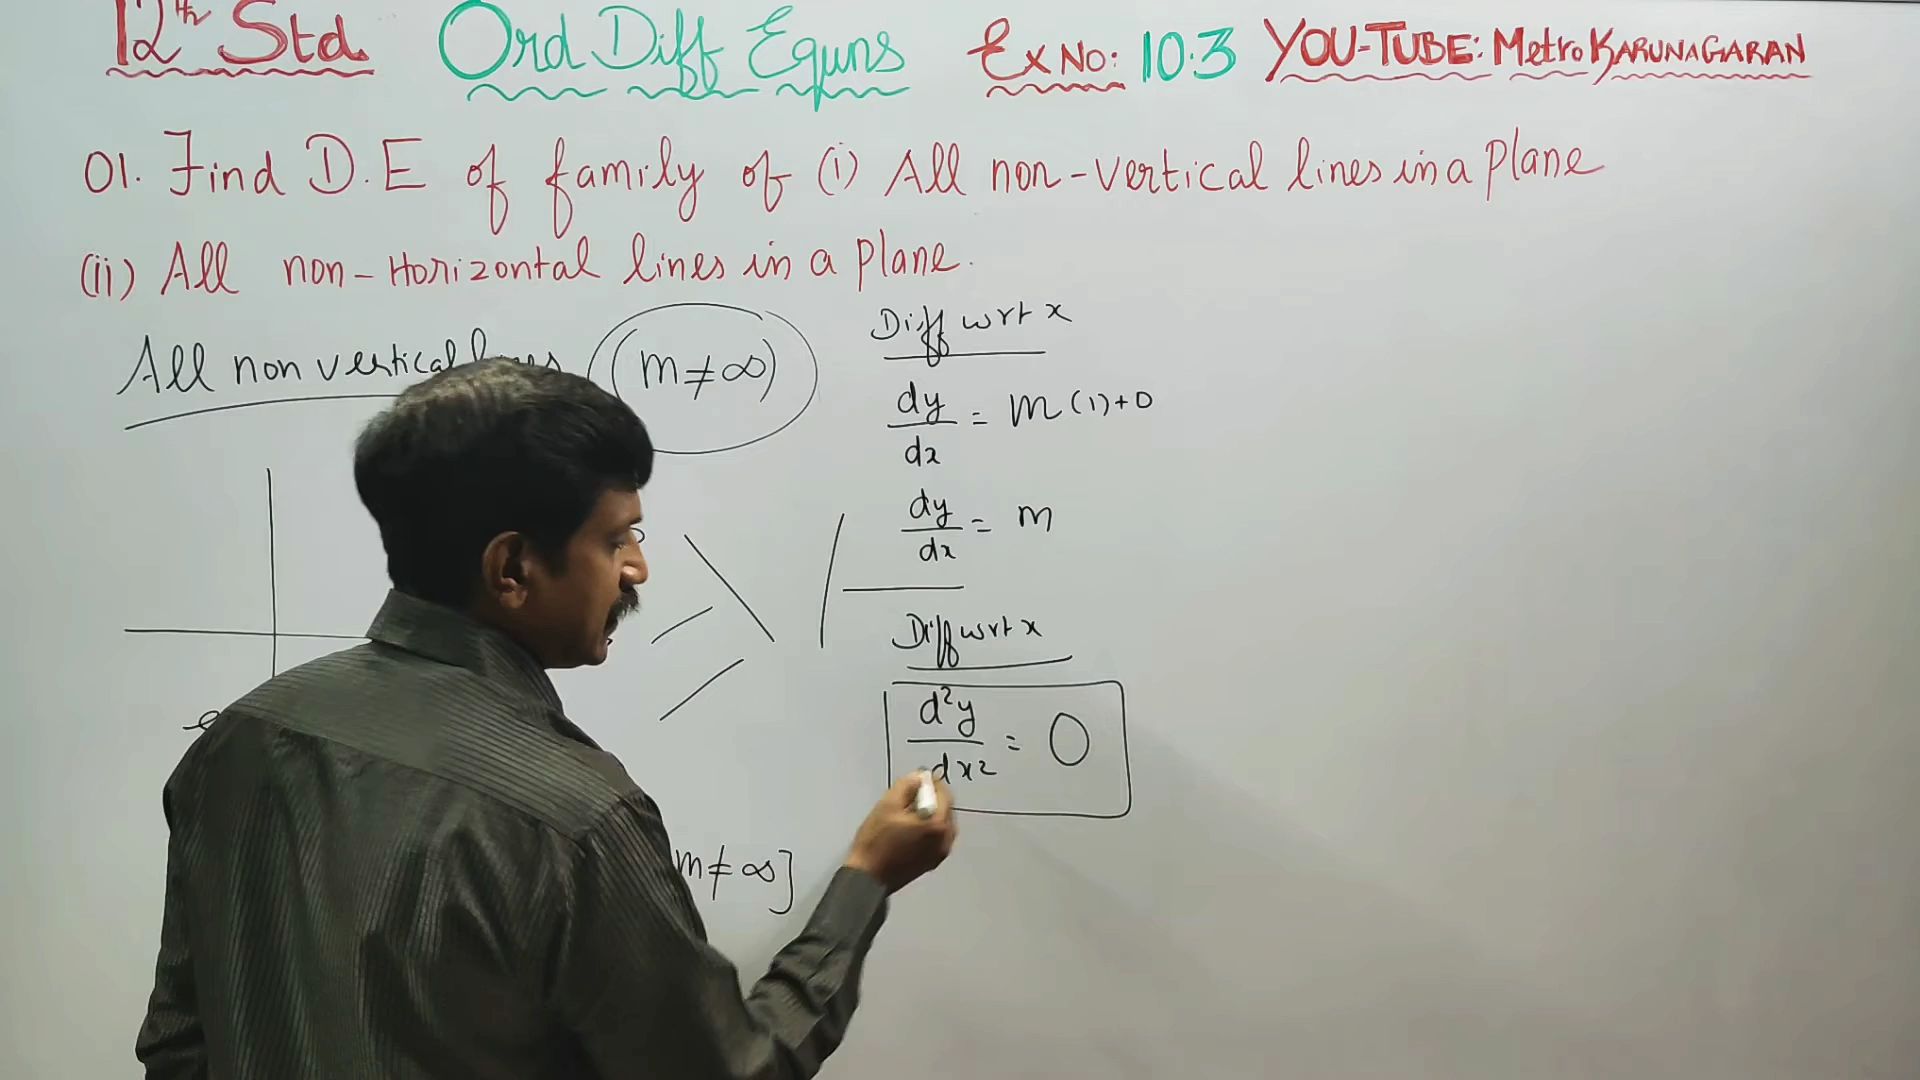 12th Std. Ord Diff Equns Ex No: 10.3 YOU-TUBE: Metro KARUNAGARAN
01. Find D.E of family of (i) All non-vertical lines in a plane
(ii) All non-Horizontal lines in a plane.
All non vertical lines (m ≠ ∞)
m ≠ ∞]
Diff wrt x
dy/dx = m(1)+0
dy/dx = m
Diff wrt x
d²y/dx² = 0